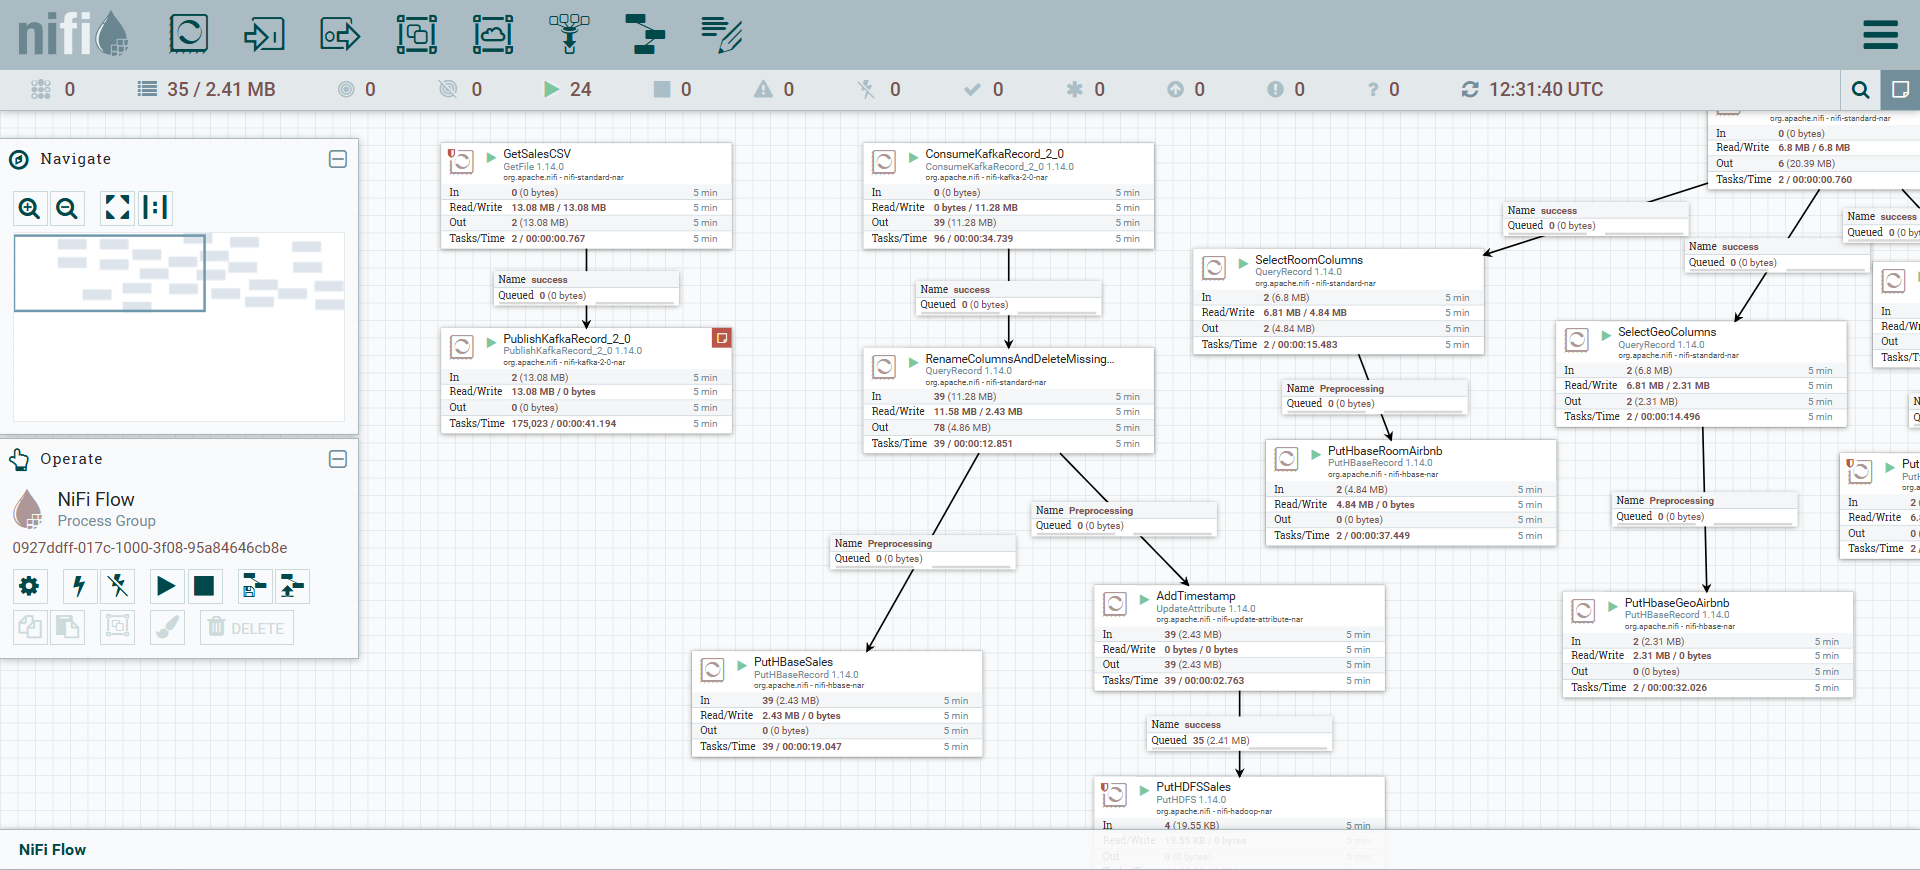 nifi
0
35 / 2.41 MB
0
0
24
0
0
0
0
0
0
0
0
12:31:40 UTC
Navigate
Operate
NiFi Flow
Process Group
0927ddff-017c-1000-3f08-95a84646cb8e
DELETE
GetSalesCSV
GetFile 1.14.0
org.apache.nifi - nifi-standard-nar
In 0 (0 bytes) 5 min
Read/Write 13.08 MB / 13.08 MB 5 min
Out 2 (13.08 MB) 5 min
Tasks/Time 2 / 00:00:00.767 5 min
Name success
Queued 0 (0 bytes)
PublishKafkaRecord_2_0
PublishKafkaRecord_2_0 1.14.0
org.apache.nifi - nifi-kafka-2-0-nar
In 2 (13.08 MB) 5 min
Read/Write 13.08 MB / 0 bytes 5 min
Out 0 (0 bytes) 5 min
Tasks/Time 175,023 / 00:00:41.194 5 min
ConsumeKafkaRecord_2_0
ConsumeKafkaRecord_2_0 1.14.0
org.apache.nifi - nifi-kafka-2-0-nar
In 0 (0 bytes) 5 min
Read/Write 0 bytes / 11.28 MB 5 min
Out 39 (11.28 MB) 5 min
Tasks/Time 96 / 00:00:34.739 5 min
Name success
Queued 0 (0 bytes)
RenameColumnsAndDeleteMissing...
QueryRecord 1.14.0
org.apache.nifi - nifi-standard-nar
In 39 (11.28 MB) 5 min
Read/Write 11.58 MB / 2.43 MB 5 min
Out 78 (4.86 MB) 5 min
Tasks/Time 39 / 00:00:12.851 5 min
Name Preprocessing
Queued 0 (0 bytes)
Name Preprocessing
Queued 0 (0 bytes)
PutHBaseSales
PutHBaseRecord 1.14.0
org.apache.nifi - nifi-hbase-nar
In 39 (2.43 MB) 5 min
Read/Write 2.43 MB / 0 bytes 5 min
Out 0 (0 bytes) 5 min
Tasks/Time 39 / 00:00:19.047 5 min
AddTimestamp
UpdateAttribute 1.14.0
org.apache.nifi - nifi-update-attribute-nar
In 39 (2.43 MB) 5 min
Read/Write 0 bytes / 0 bytes 5 min
Out 39 (2.43 MB) 5 min
Tasks/Time 39 / 00:00:02.763 5 min
Name success
Queued 35 (2.41 MB)
PutHDFSSales
PutHDFS 1.14.0
org.apache.nifi - nifi-hadoop-nar
In 4 (19.55 KB) 5 min
Read/Write 19.55 KB / 0 bytes 5 min
Out 0 (0 bytes) 5 min
org.apache.nifi - nifi-standard-nar
In 0 (0 bytes)
Read/Write 6.8 MB / 6.8 MB
Out 6 (20.39 MB)
Tasks/Time 2 / 00:00:00.760
Name success
Queued 0 (0 bytes)
Name success
Queued 0 (0 bytes)
Name success
Queued 0 (0 byt
SelectRoomColumns
QueryRecord 1.14.0
org.apache.nifi - nifi-standard-nar
In 2 (6.8 MB) 5 min
Read/Write 6.81 MB / 4.84 MB 5 min
Out 2 (4.84 MB) 5 min
Tasks/Time 2 / 00:00:15.483 5 min
Name Preprocessing
Queued 0 (0 bytes)
PutHbaseRoomAirbnb
PutHBaseRecord 1.14.0
org.apache.nifi - nifi-hbase-nar
In 2 (4.84 MB) 5 min
Read/Write 4.84 MB / 0 bytes 5 min
Out 0 (0 bytes) 5 min
Tasks/Time 2 / 00:00:37.449 5 min
SelectGeoColumns
QueryRecord 1.14.0
org.apache.nifi - nifi-standard-nar
In 2 (6.8 MB) 5 min
Read/Write 6.81 MB / 2.31 MB 5 min
Out 2 (2.31 MB) 5 min
Tasks/Time 2 / 00:00:14.496 5 min
Name Preprocessing
Queued 0 (0 bytes)
PutHbaseGeoAirbnb
PutHBaseRecord 1.14.0
org.apache.nifi - nifi-hbase-nar
In 2 (2.31 MB) 5 min
Read/Write 2.31 MB / 0 bytes 5 min
Out 0 (0 bytes) 5 min
Tasks/Time 2 / 00:00:32.026 5 min
In
Read/W
Out
Tasks/T
Put
PutH
org.a
In 2
Read/Write 6.
Out 0
Tasks/Time 2 /
NiFi Flow